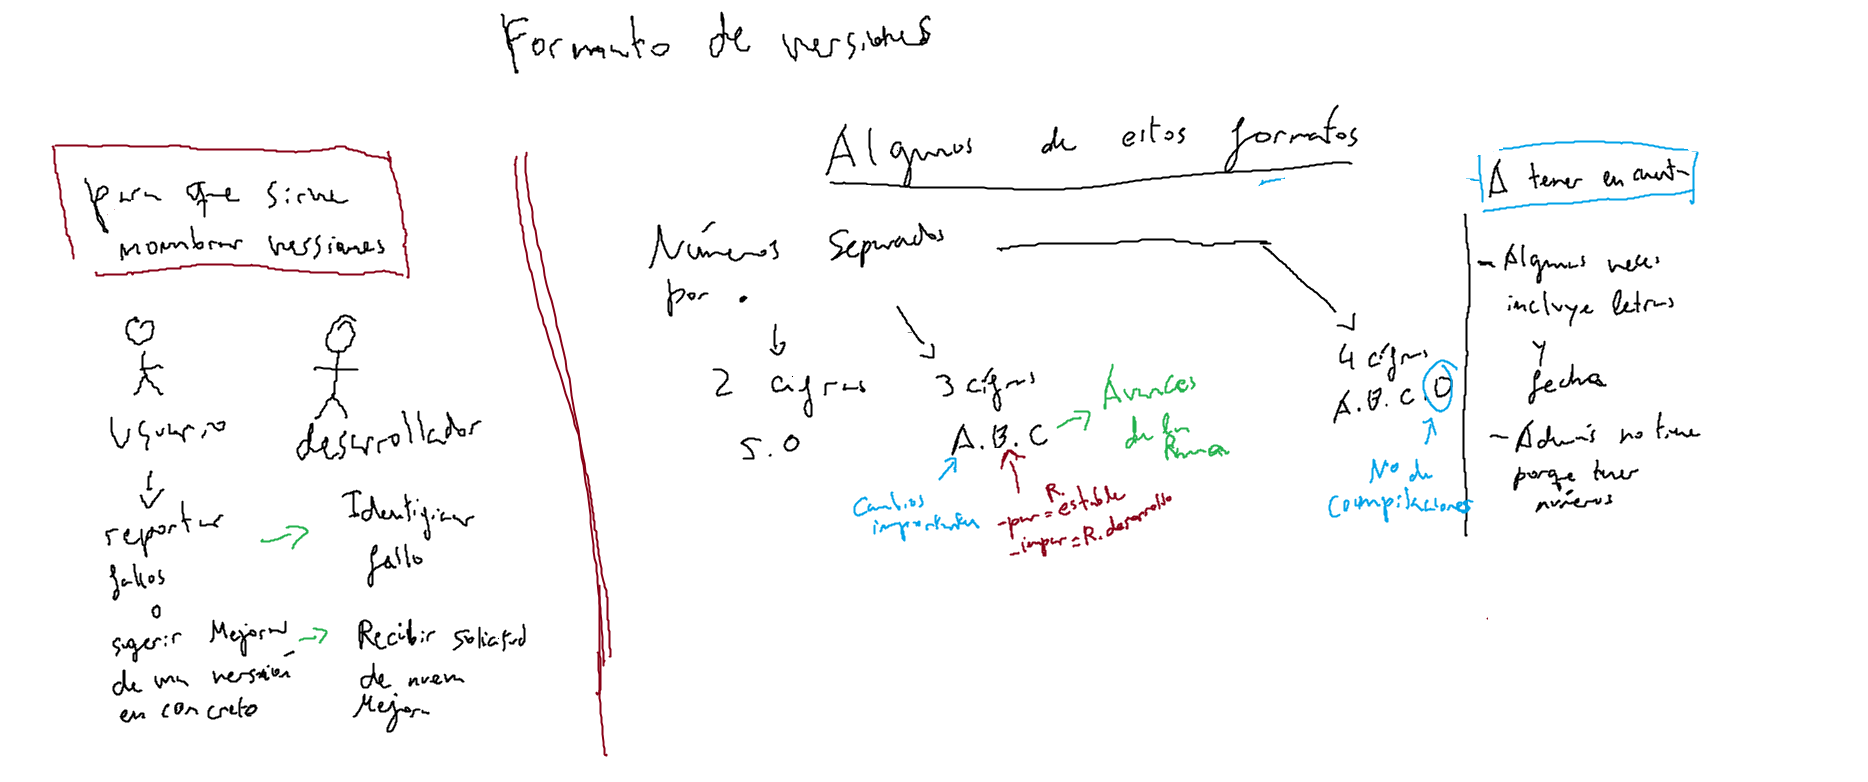 Formato de versiones
Para que sirve
nombrar versiones
Usuario
desarrollador
reportar
fallos
o
sugerir Mejoras
de una versión
en concreto
Identificar
fallo
Recibir solicitud
de nueva
Mejora
Algunos de estos formatos
Números separados
por .
2 cifras
5.0
3 cifras
A.B.C
Avances
de la
Rama
Cambios
importantes
R.
-par = estable
-impar = R. desarrollo
4 cifras
A.B.C.O
Nº de
compilaciones
A tener en cuenta
- Algunas veces
incluye letras
y
fecha
- Además no tiene
porque tener
números